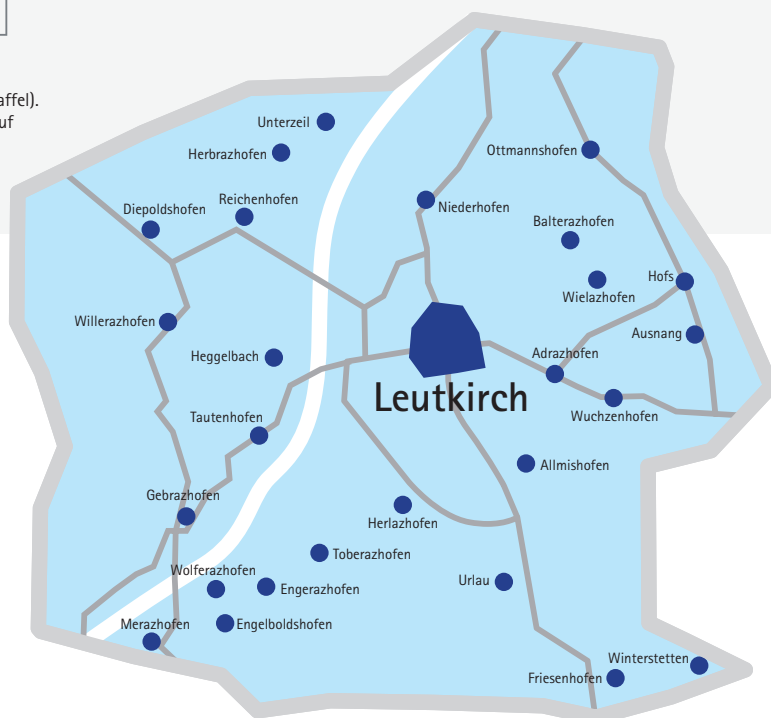 affel).
uf
Unterzeil
Herbrazhofen
Ottmannshofen
Reichenhofen
Diepoldshofen
Niederhofen
Balterazhofen
Hofs
Wielazhofen
Willerazhofen
Ausnang
Heggelbach
Adrazhofen
Leutkirch
Wuchzenhofen
Tautenhofen
Allmishofen
Gebrazhofen
Herlazhofen
Toberazhofen
Wolferazhofen
Engerazhofen
Urlau
Merazhofen
Engelboldshofen
Winterstetten
Friesenhofen